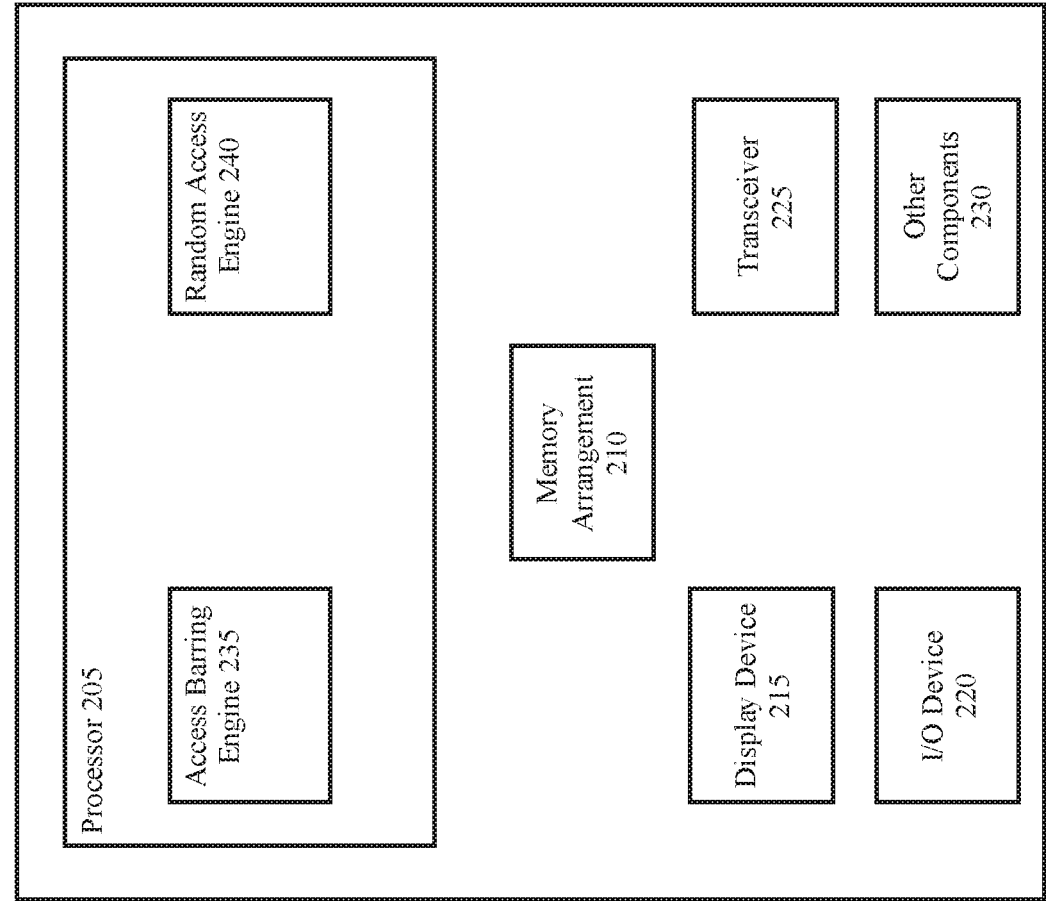 Processor 205
Access Barring
Engine 235
Random Access
Engine 240
Memory
Arrangement
210
Display Device
215
Transceiver
225
I/O Device
220
Other
Components
230